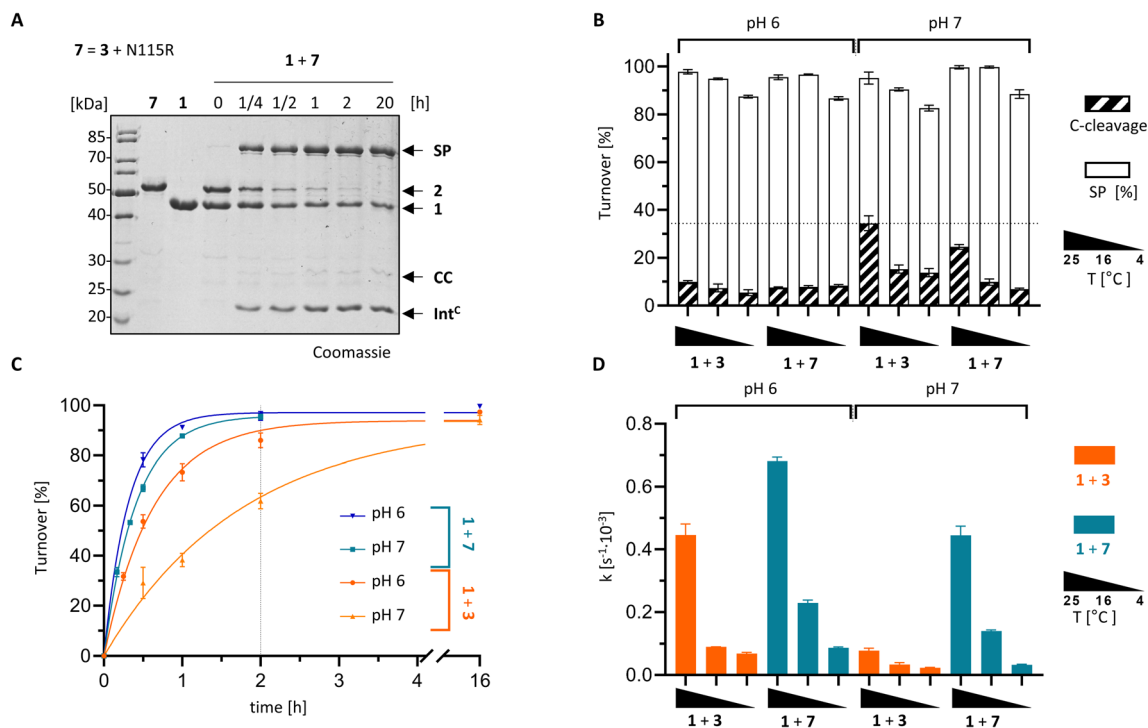 A
7 = 3 + N115R
1 + 7
[kDa] 7 1 0 1/4 1/2 1 2 20 [h]
85
70
50
40
30
25
20
SP
2
1
CC
Intᶜ
Coomassie
B
pH 6 pH 7
Turnover [%]
100
80
60
40
20
0
1 + 3 1 + 7 1 + 3 1 + 7
C-cleavage
SP [%]
25 16 4
T [°C]
C
Turnover [%]
100
80
60
40
20
0
0 1 2 3 4 16
time [h]
pH 6
pH 7
pH 6
pH 7
1 + 7
1 + 3
D
pH 6 pH 7
k [s⁻¹·10⁻³]
0.8
0.6
0.4
0.2
0.0
1 + 3 1 + 7 1 + 3 1 + 7
1 + 3
1 + 7
25 16 4
T [°C]